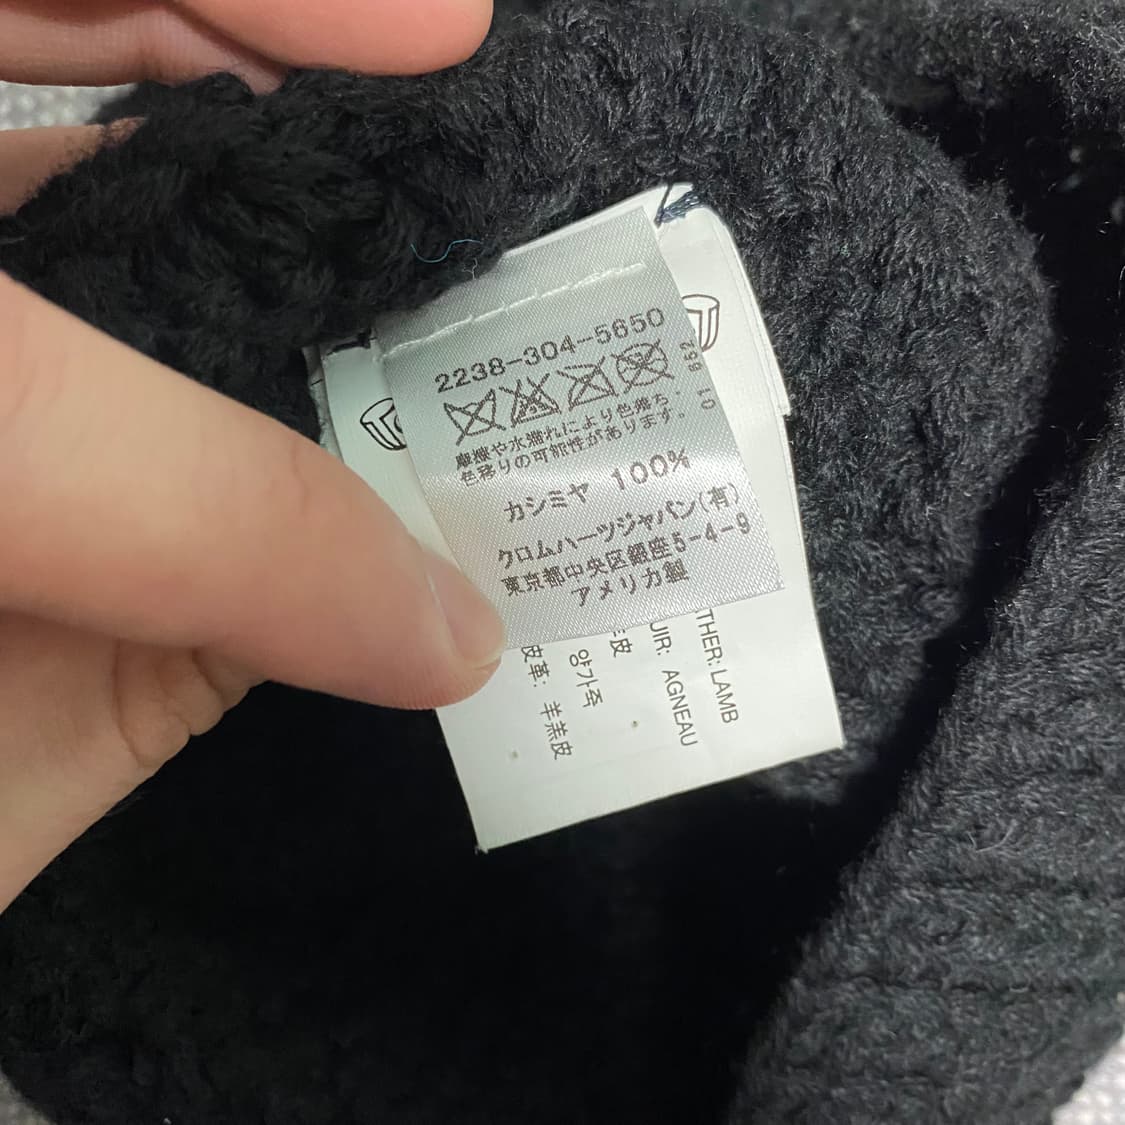 2238-304-5650
摩擦や水濡れにより色落ち、
色移りの可能性があります。
カシミヤ 100%
クロムハーツジャパン(有)
東京都中央区銀座5-4-9
アメリカ製
THER: LAMB
UIR: AGNEAU
皮
양가죽
皮革: 羊羔皮